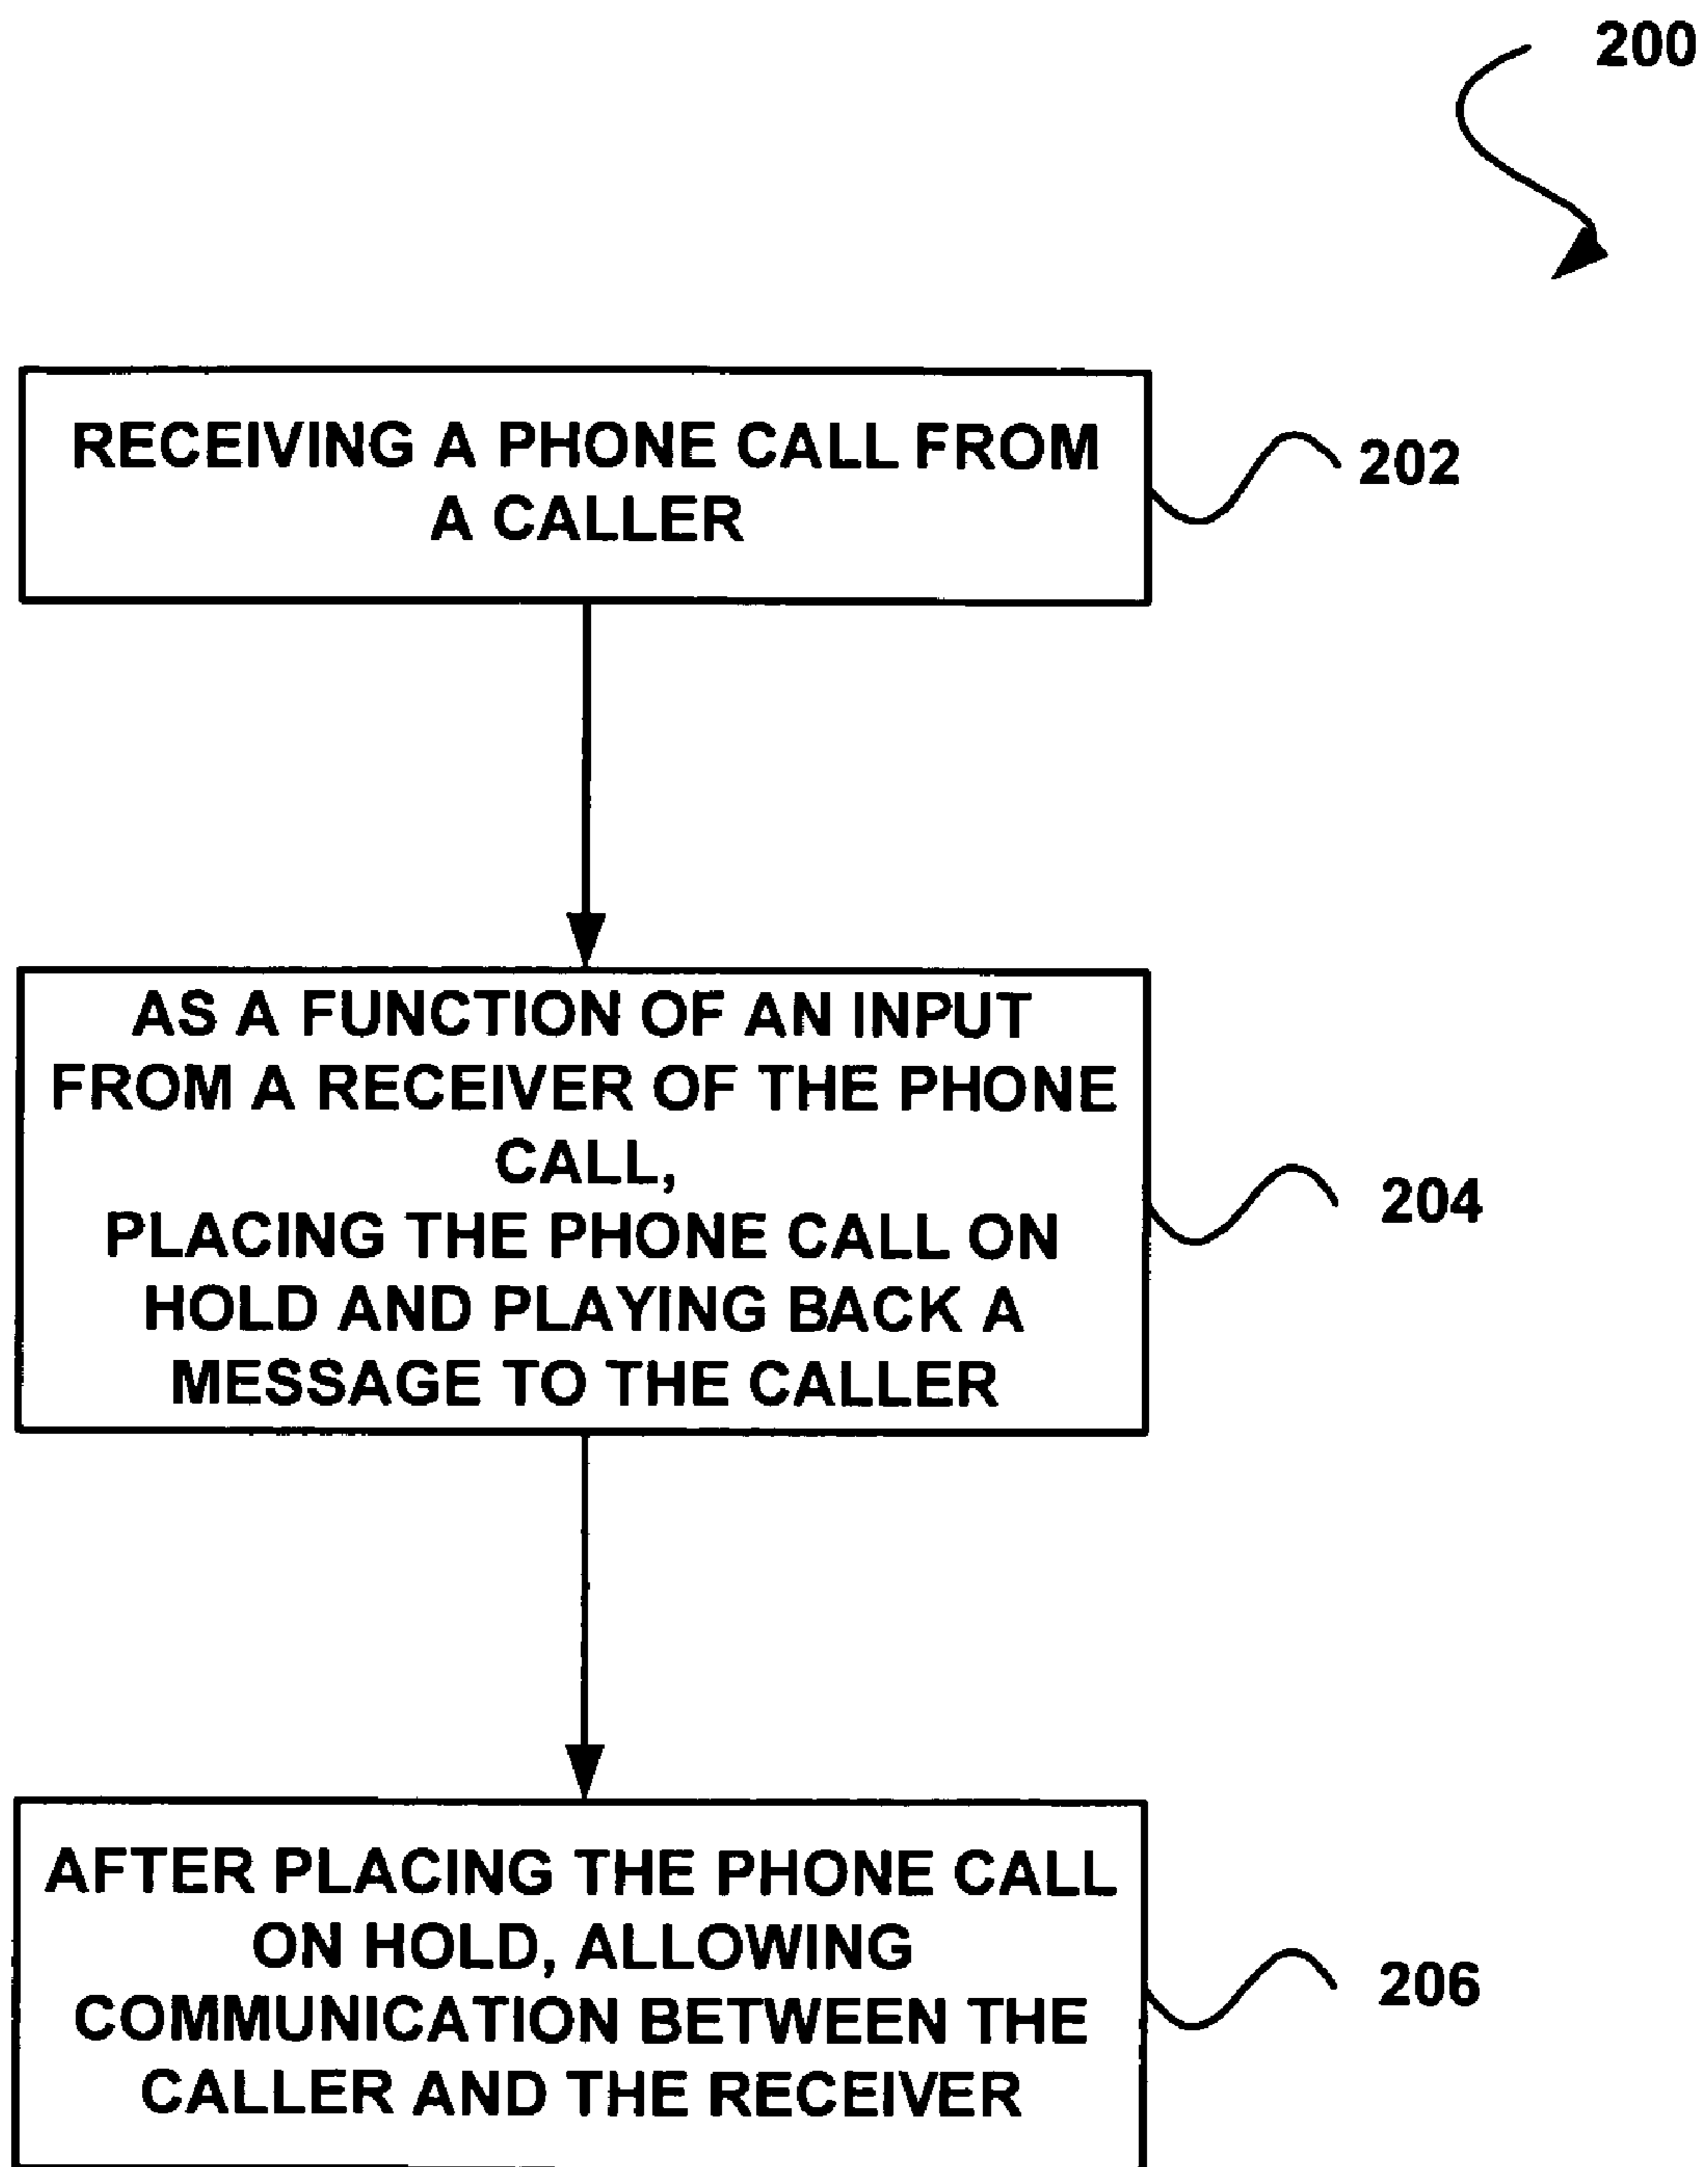 200
RECEIVING A PHONE CALL FROM
A CALLER
202
AS A FUNCTION OF AN INPUT
FROM A RECEIVER OF THE PHONE
CALL,
PLACING THE PHONE CALL ON
HOLD AND PLAYING BACK A
MESSAGE TO THE CALLER
204
AFTER PLACING THE PHONE CALL
ON HOLD, ALLOWING
COMMUNICATION BETWEEN THE
CALLER AND THE RECEIVER
206